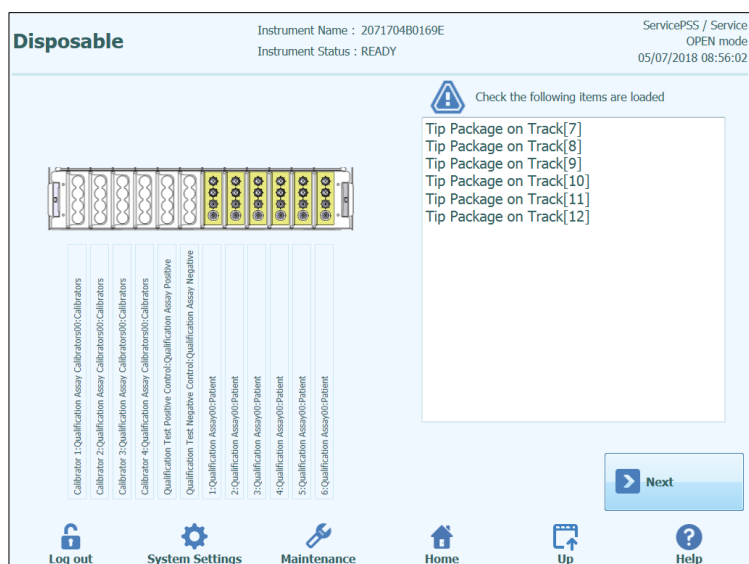 Disposable
Instrument Name : 2071704B0169E
Instrument Status : READY
ServicePSS / Service
OPEN mode
05/07/2018 08:56:02
Check the following items are loaded
Tip Package on Track[7]
Tip Package on Track[8]
Tip Package on Track[9]
Tip Package on Track[10]
Tip Package on Track[11]
Tip Package on Track[12]
Calibrator 1:Qualification Assay Calibrators00:Calibrators
Calibrator 2:Qualification Assay Calibrators00:Calibrators
Calibrator 3:Qualification Assay Calibrators00:Calibrators
Calibrator 4:Qualification Assay Calibrators00:Calibrators
Qualification Test Positive Control:Qualification Assay Positive
Qualification Test Negative Control:Qualification Assay Negative
1:Qualification Assay00:Patient
2:Qualification Assay00:Patient
3:Qualification Assay00:Patient
4:Qualification Assay00:Patient
5:Qualification Assay00:Patient
6:Qualification Assay00:Patient
Next
Log out
System Settings
Maintenance
Home
Up
Help